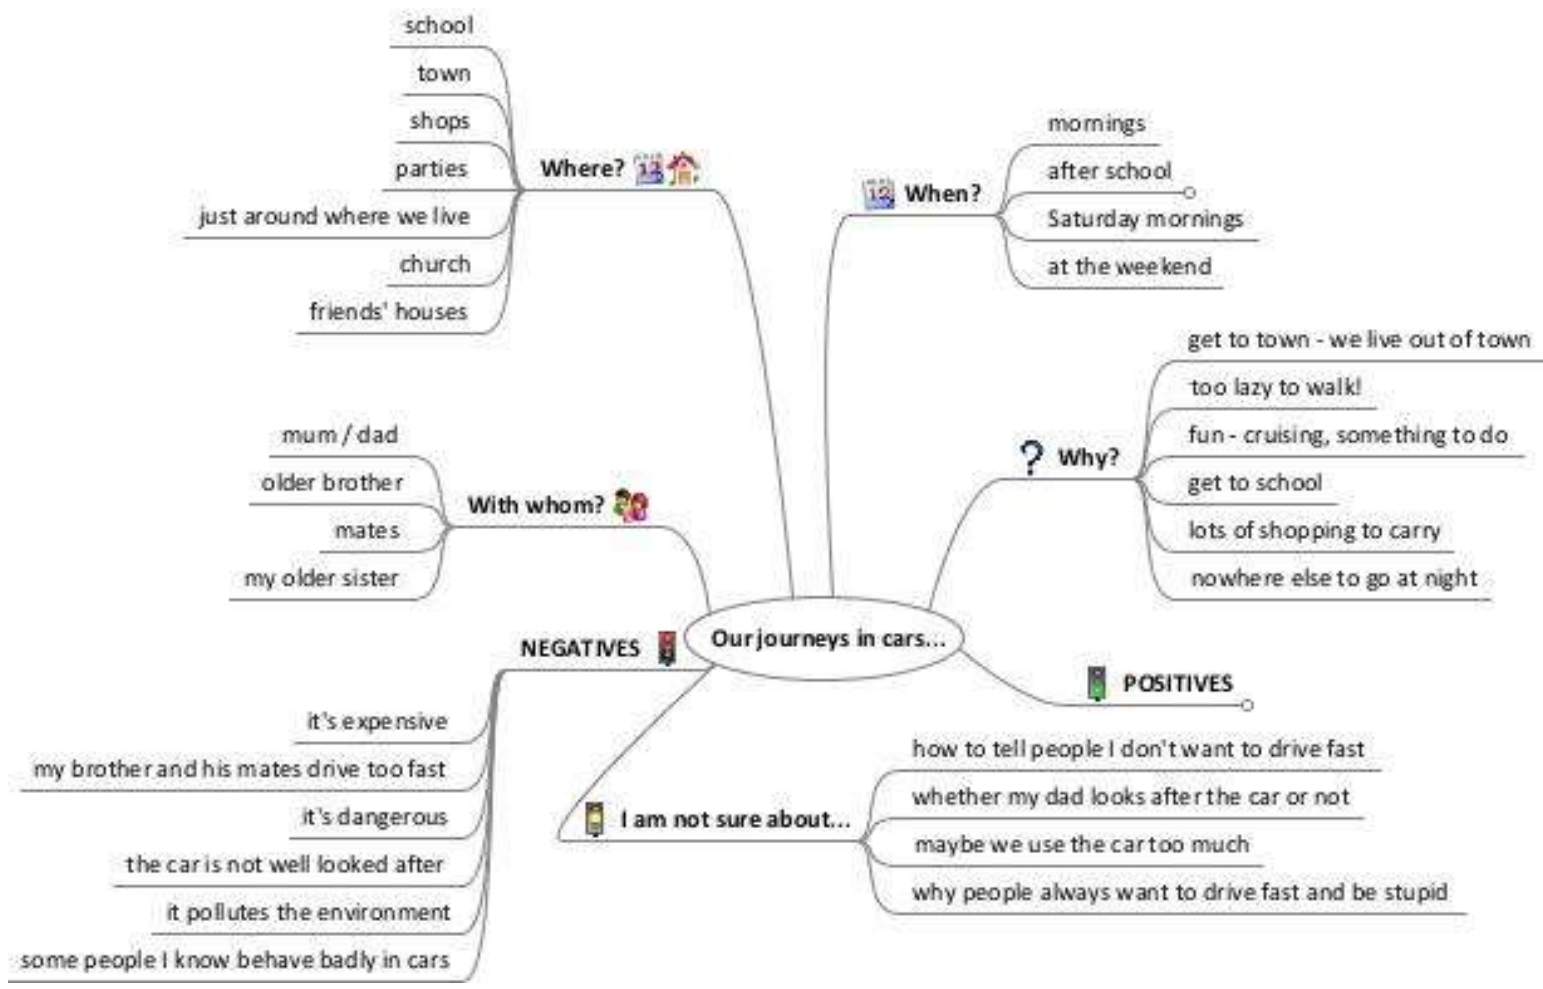 school
town
shops
parties
just around where we live
church
friends' houses
Where?
When?
mornings
after school
Saturday mornings
at the weekend
Why?
get to town - we live out of town
too lazy to walk!
fun - cruising, something to do
get to school
lots of shopping to carry
nowhere else to go at night
With whom?
mum / dad
older brother
mates
my older sister
Our journeys in cars...
NEGATIVES
it's expensive
my brother and his mates drive too fast
it's dangerous
the car is not well looked after
it pollutes the environment
some people I know behave badly in cars
POSITIVES
I am not sure about...
how to tell people I don't want to drive fast
whether my dad looks after the car or not
maybe we use the car too much
why people always want to drive fast and be stupid